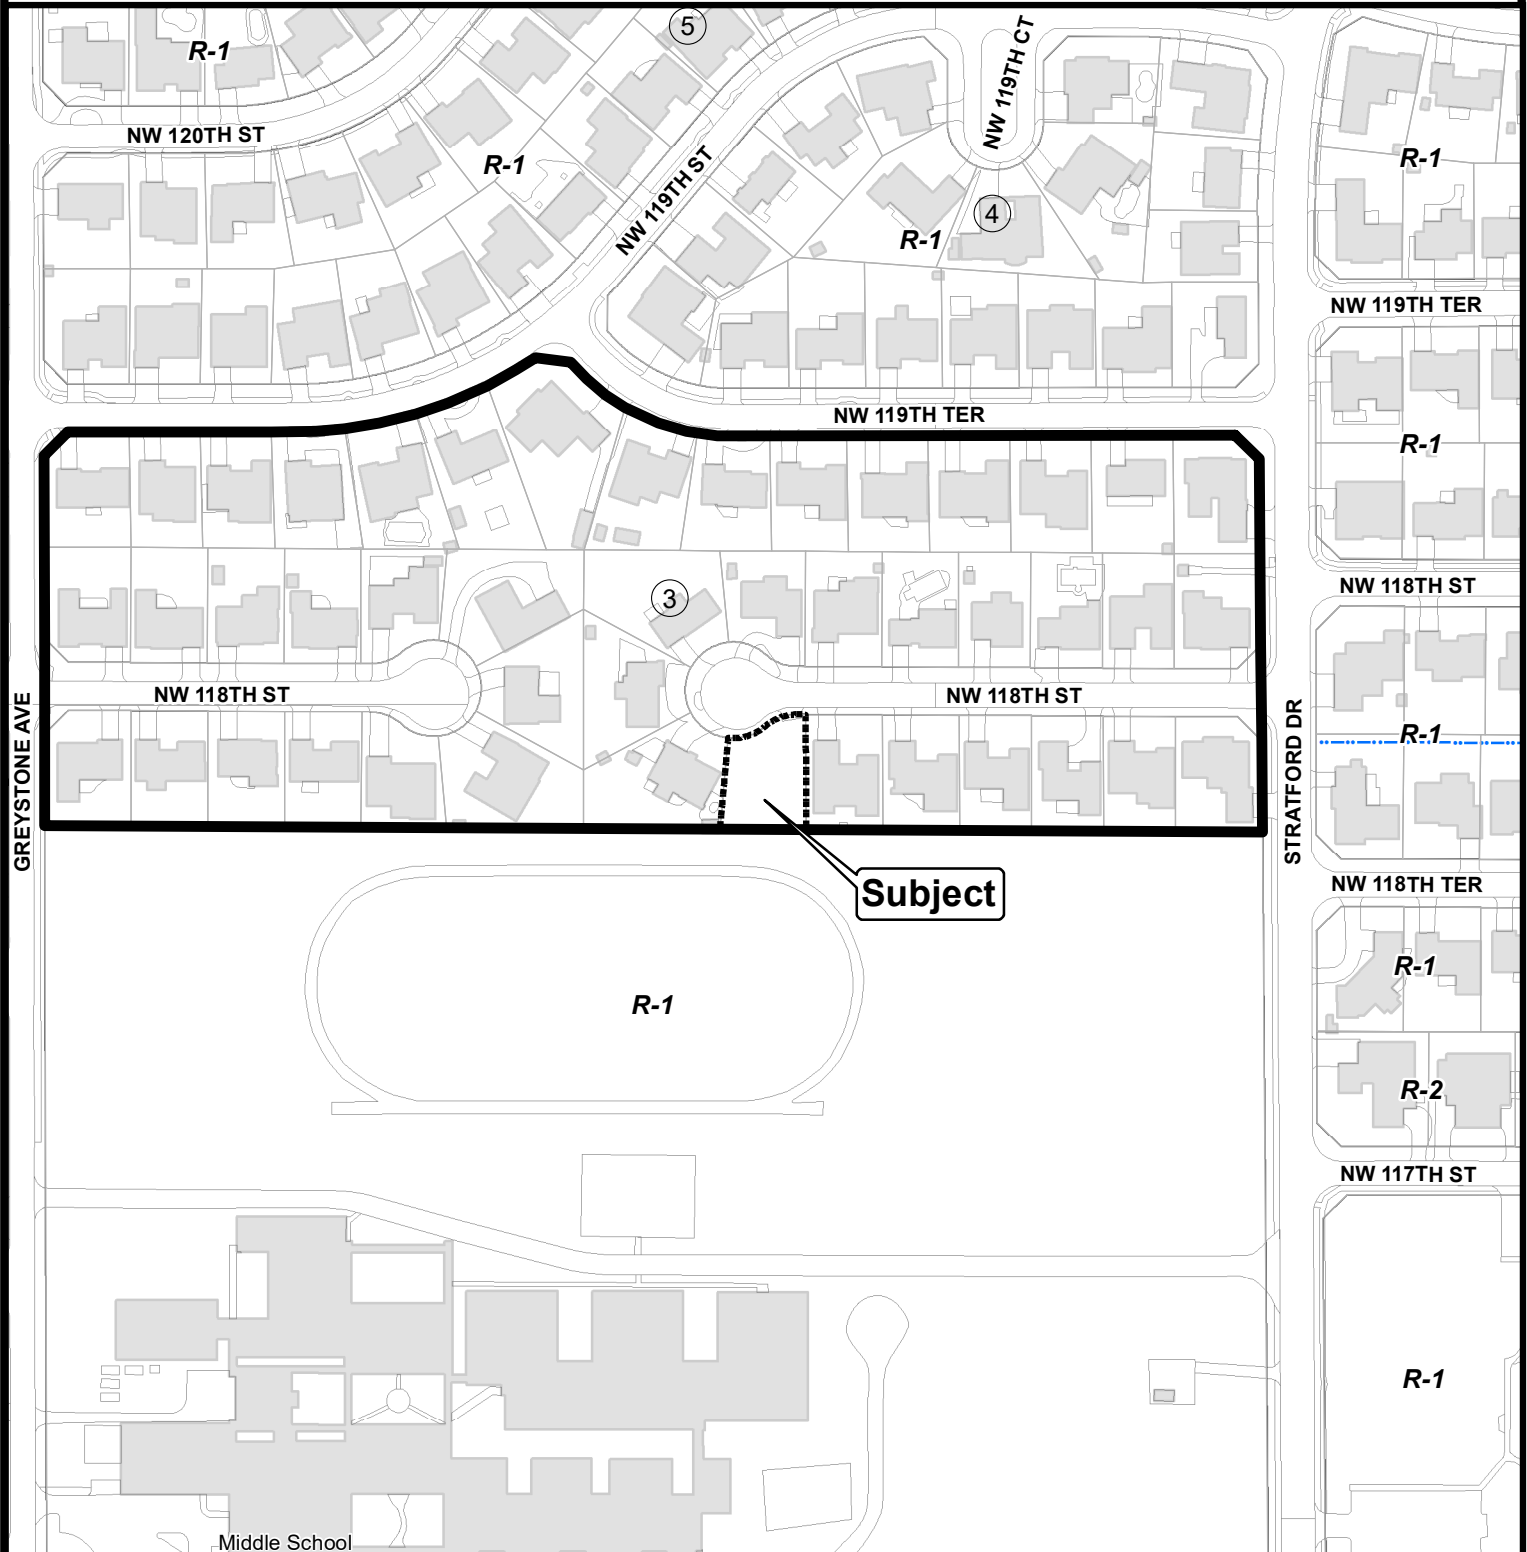 5
R-1
NW 119TH CT
NW 120TH ST
R-1
R-1
NW 119TH ST
4
R-1
NW 119TH TER
NW 119TH TER
R-1
NW 118TH ST
3
NW 118TH ST
NW 118TH ST
GREYSTONE AVE
STRATFORD DR
R-1
Subject
NW 118TH TER
R-1
R-1
R-2
NW 117TH ST
R-1
Middle School